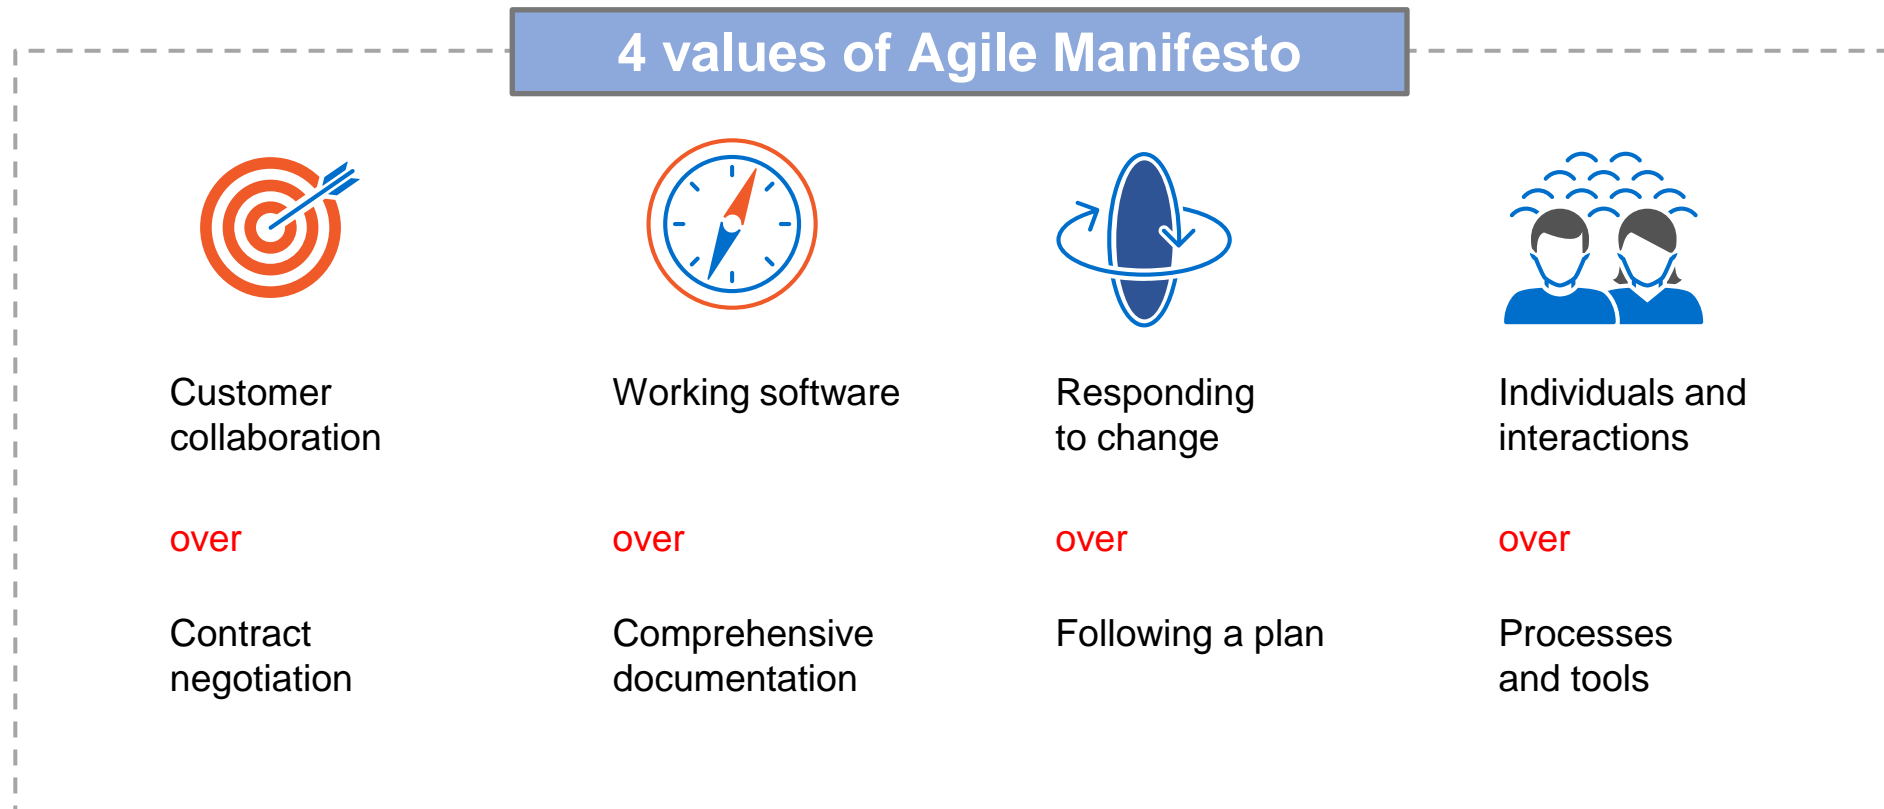 4 values of Agile Manifesto
Customer
collaboration
over
Contract
negotiation
Working software
over
Comprehensive
documentation
Responding
to change
over
Following a plan
Individuals and
interactions
over
Processes
and tools